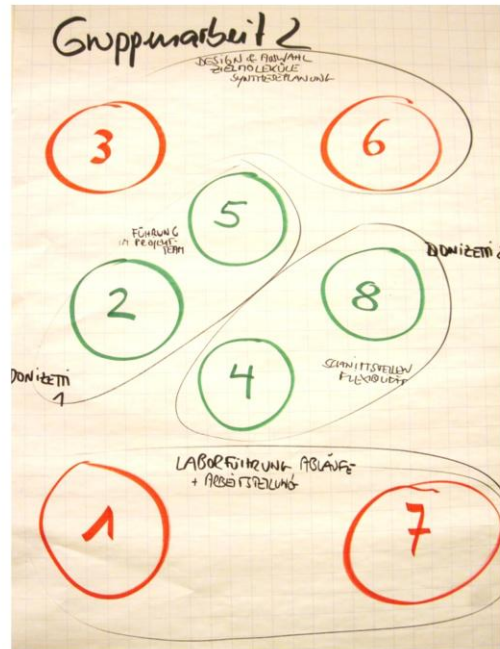 Gruppenarbeit 2
DESIGN & AUSWAHL
ZIELMOLEKÜLE
SYNTHESEPLANUNG
3
6
5
FÜHRUNG
IM PROJEKT-
TEAM
DONIZETTI 2
8
2
4
SCHNITTSTELLEN
FLEXIBILITÄT
DONIZETTI
1
LABORFÜHRUNG ABLÄUFE
+ ARBEITSTEILUNG
1
7